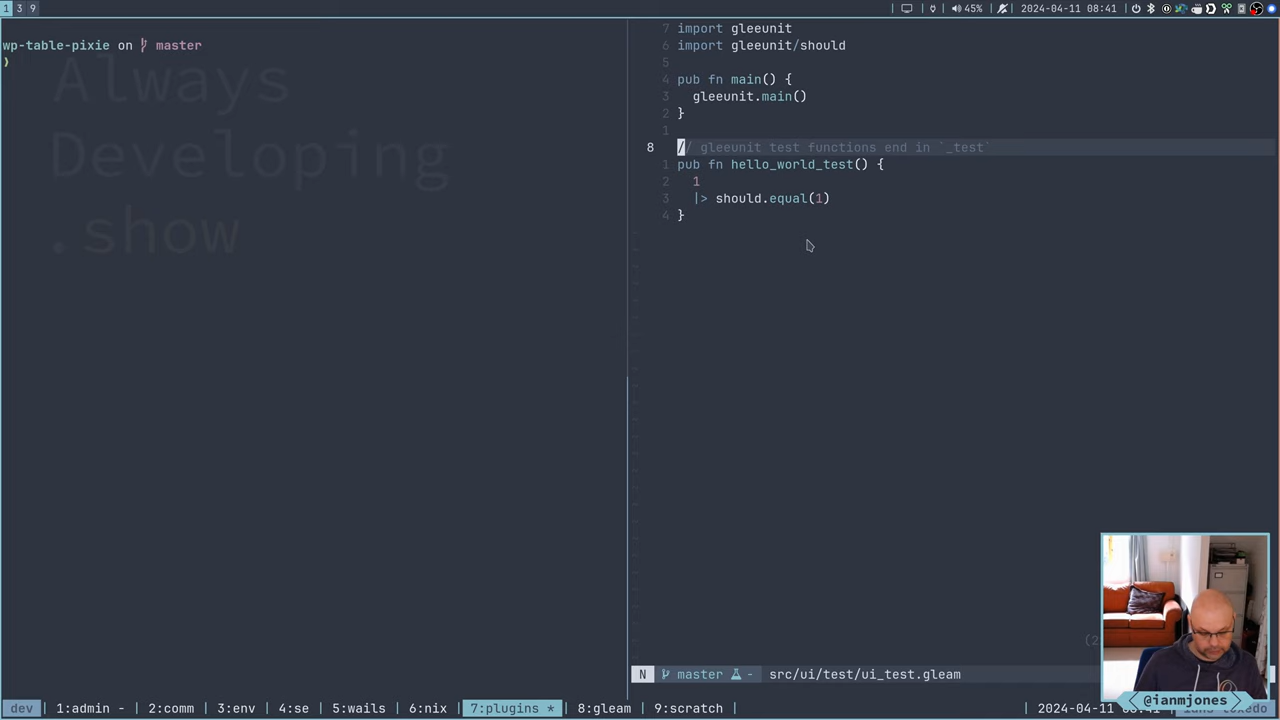 1 3 9
45%
2024-04-11 08:41
wp-table-pixie on master
)
Always
Developing
.show
7 import gleeunit
6 import gleeunit/should
5
4 pub fn main() {
3 gleeunit.main()
2 }
1
8 // gleeunit test functions end in `_test`
1 pub fn hello_world_test() {
2 1
3 |> should.equal(1)
4 }
N master - src/ui/test/ui_test.gleam
@ianmjones
dev | 1:admin - | 2:comm | 3:env | 4:se | 5:wails | 6:nix | 7:plugins * | 8:gleam | 9:scratch |